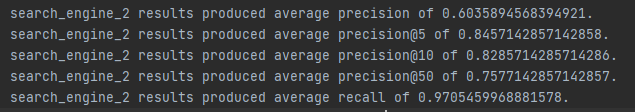 search_engine_2 results produced average precision of 0.6035894568394921.
search_engine_2 results produced average precision@5 of 0.8457142857142858.
search_engine_2 results produced average precision@10 of 0.8285714285714286.
search_engine_2 results produced average precision@50 of 0.7577142857142857.
search_engine_2 results produced average recall of 0.9705459968881578.